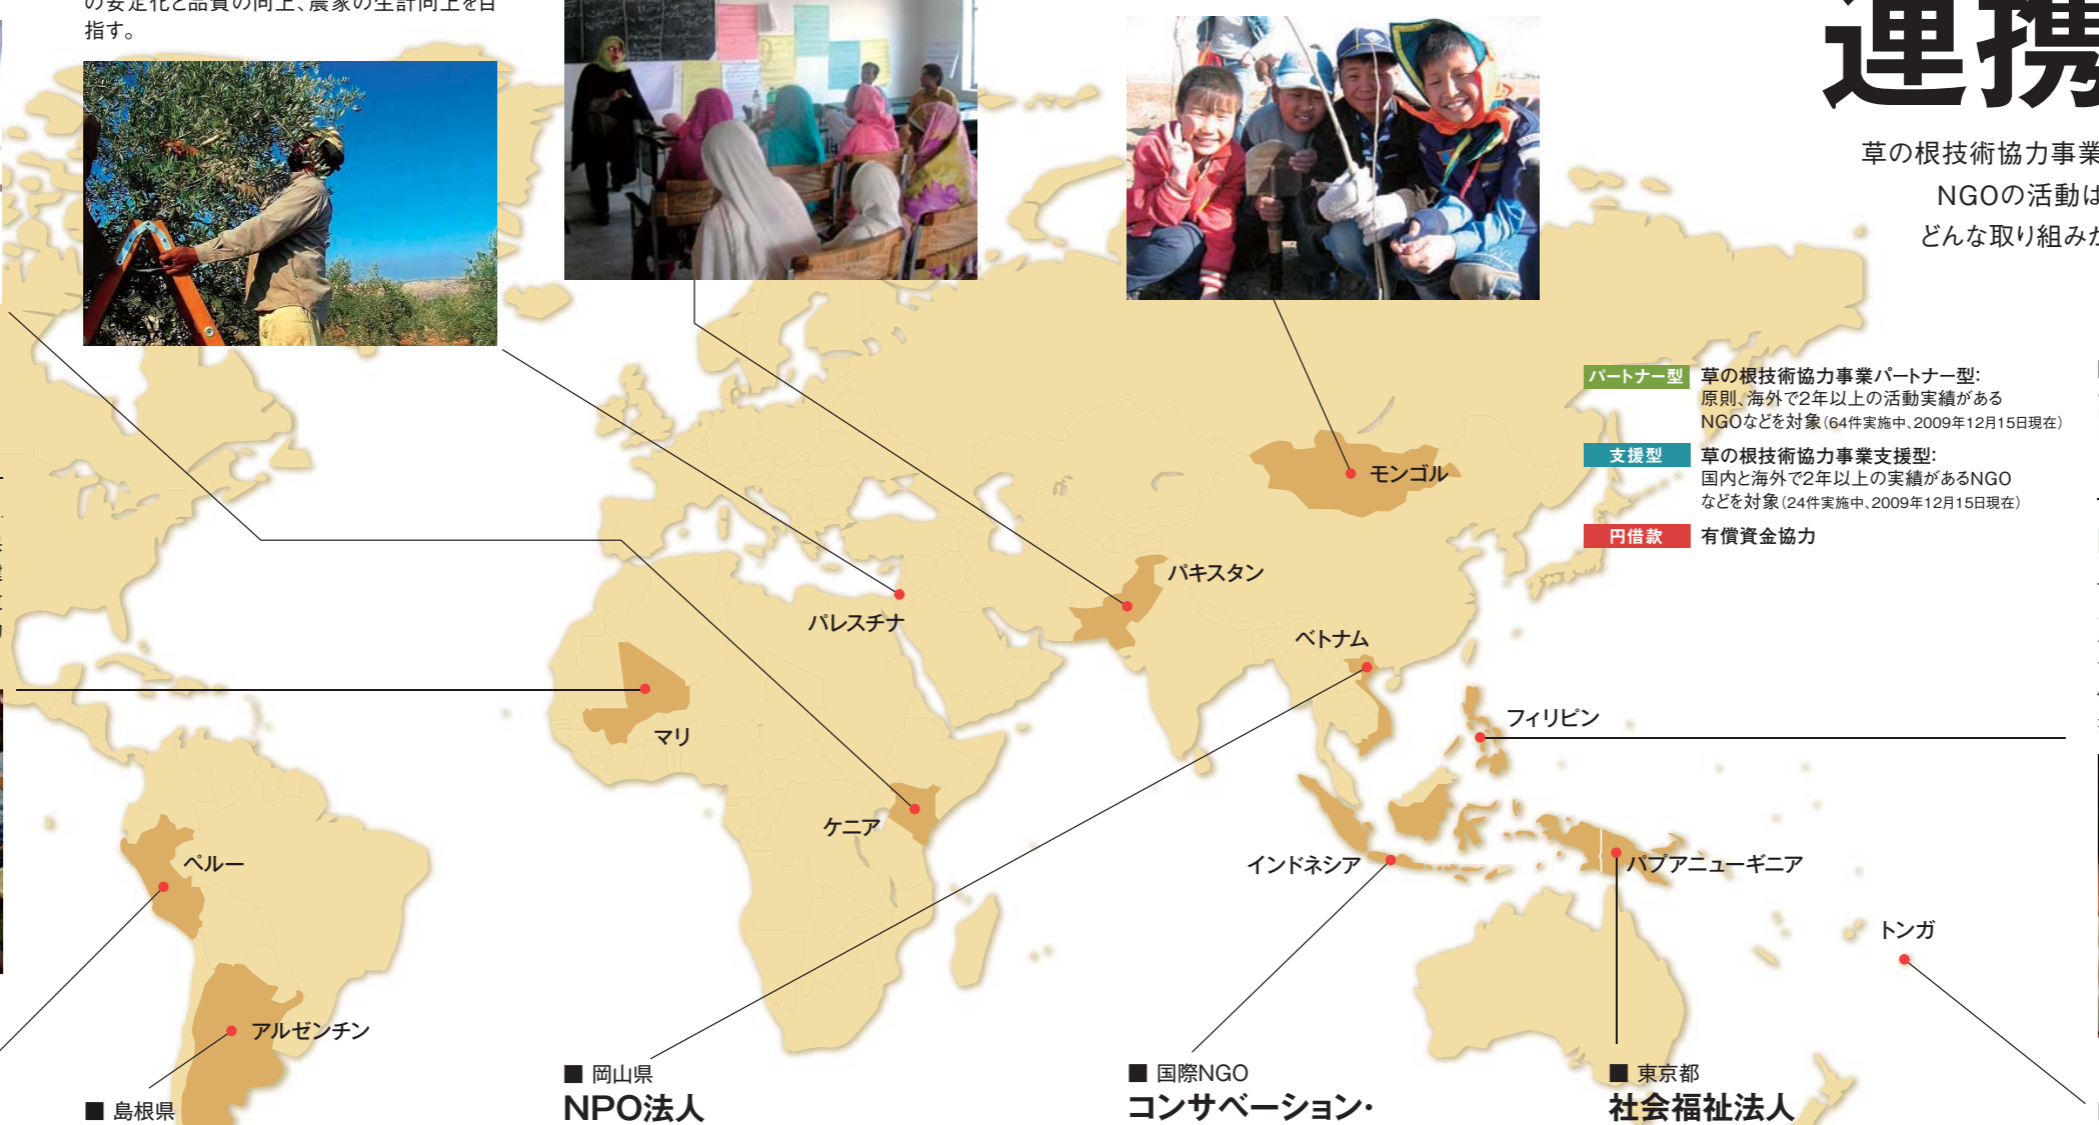 の安定化と品質の向上、農家の生計向上を目
指す。
連携
草の根技術協力事業
NGOの活動は
どんな取り組みが
パートナー型 草の根技術協力事業パートナー型:
原則、海外で2年以上の活動実績がある
NGOなどを対象(64件実施中、2009年12月15日現在)
支援型 草の根技術協力事業支援型:
国内と海外で2年以上の実績があるNGO
などを対象(24件実施中、2009年12月15日現在)
円借款 有償資金協力
モンゴル
パキスタン
パレスチナ
ベトナム
フィリピン
マリ
ケニア
ペルー
インドネシア
パプアニューギニア
トンガ
アルゼンチン
■ 島根県
■ 岡山県
NPO法人
■ 国際NGO
コンサベーション・
■ 東京都
社会福祉法人